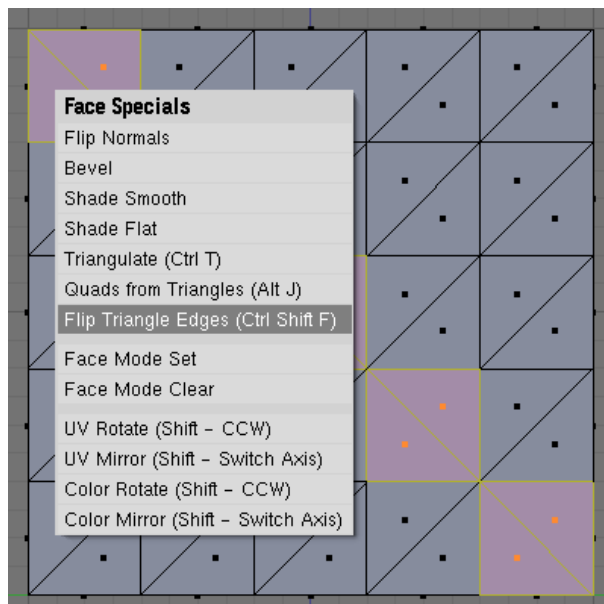 Face Specials
Flip Normals
Bevel
Shade Smooth
Shade Flat
Triangulate (Ctrl T)
Quads from Triangles (Alt J)
Flip Triangle Edges (Ctrl Shift F)
Face Mode Set
Face Mode Clear
UV Rotate (Shift – CCW)
UV Mirror (Shift – Switch Axis)
Color Rotate (Shift – CCW)
Color Mirror (Shift – Switch Axis)